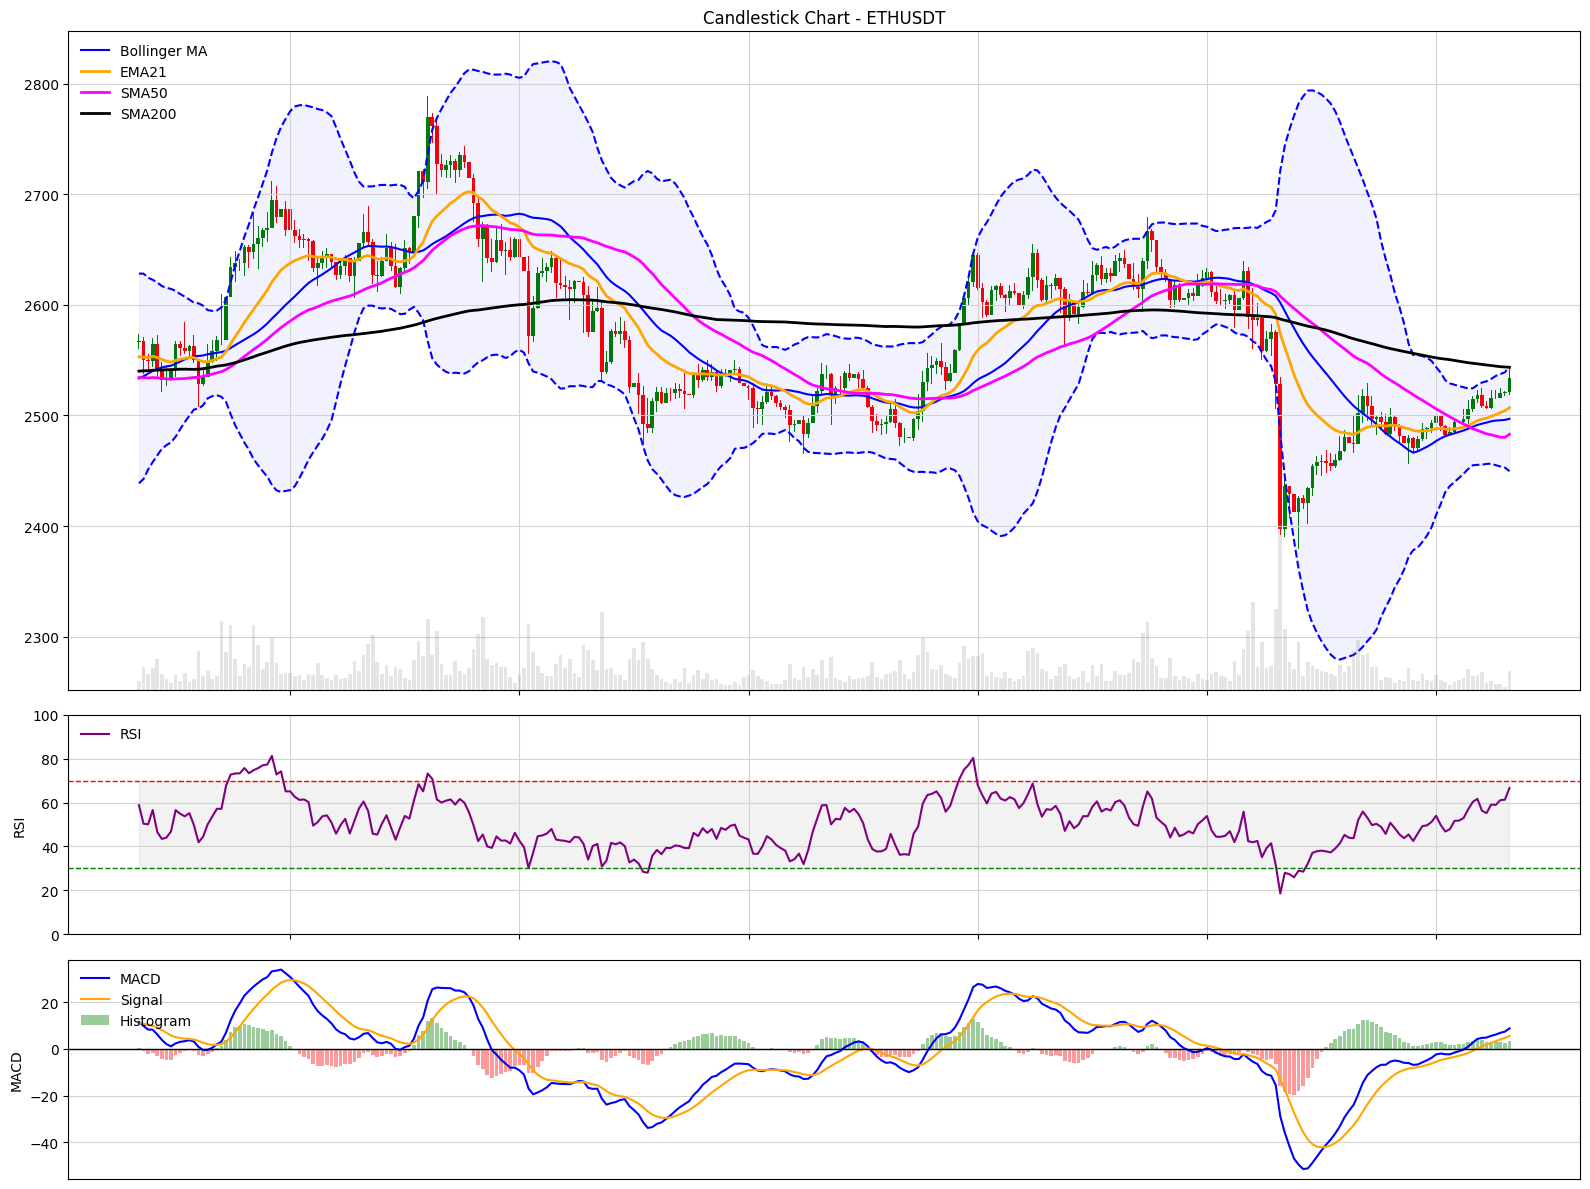 Candlestick Chart - ETHUSDT
Bollinger MA
EMA21
SMA50
SMA200
2800
2700
2600
2500
2400
2300
RSI
100
80
60
40
20
0
RSI
MACD
Signal
Histogram
20
0
−20
−40
MACD